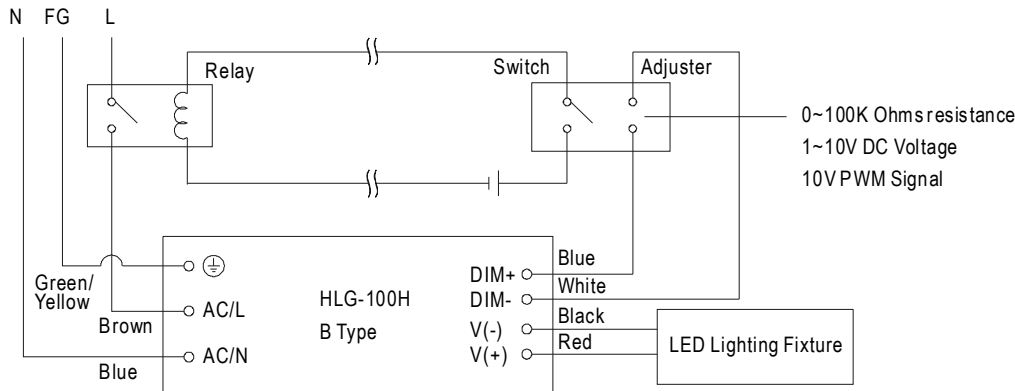 N FG L
Relay
Switch
Adjuster
0~100K Ohms resistance
1~10V DC Voltage
10V PWM Signal
Green/
Yellow
Brown
Blue
AC/L
AC/N
HLG-100H
B Type
DIM+
DIM-
V(-)
V(+)
Blue
White
Black
Red
LED Lighting Fixture